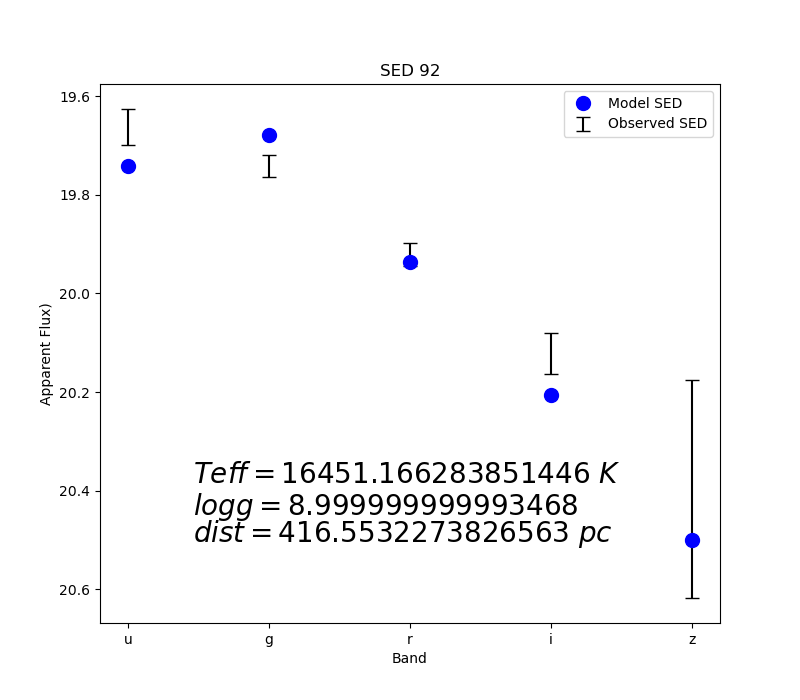 SED 92
Model SED
Observed SED
19.6
19.8
20.0
20.2
20.4
20.6
Apparent Flux)
Teff = 16451.166283851446 K
logg = 8.999999999993468
dist = 416.5532273826563 pc
u g r i z
Band